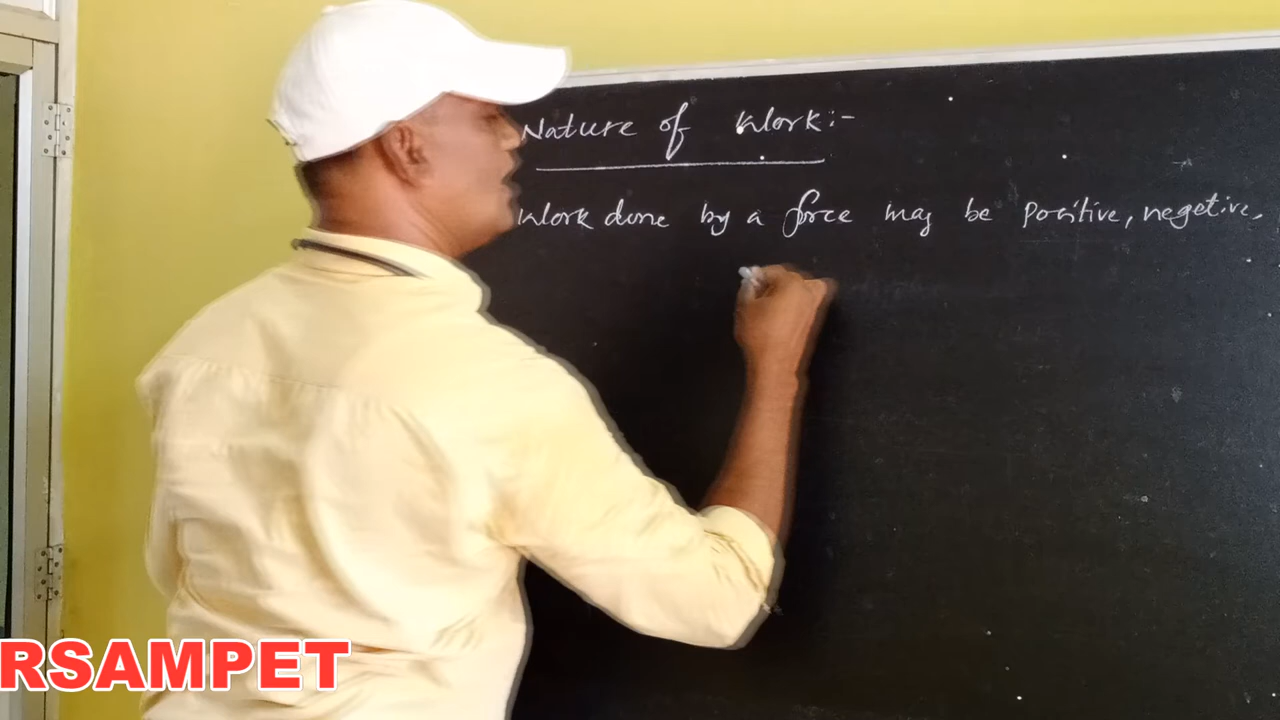 Nature of Work:-
Work done by a force may be positive, negetive,
RSAMPET